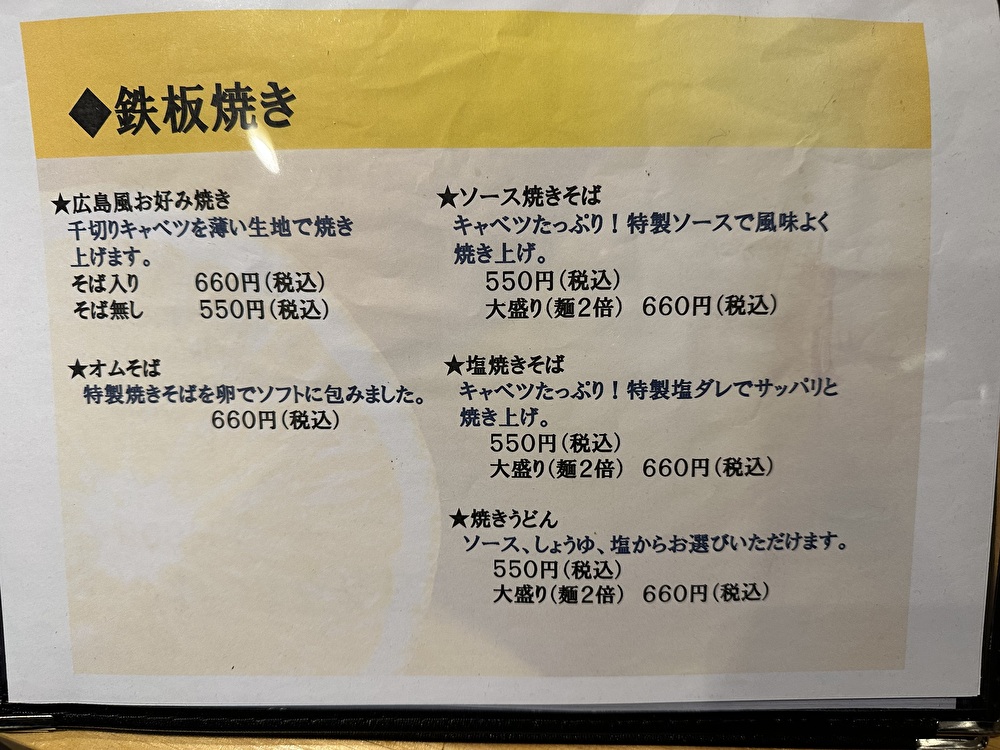 ◆鉄板焼き
★広島風お好み焼き
千切りキャベツを薄い生地で焼き
上げます。
そば入り 660円(税込)
そば無し 550円(税込)
★オムそば
特製焼きそばを卵でソフトに包みました。
660円(税込)
★ソース焼きそば
キャベツたっぷり！特製ソースで風味よく
焼き上げ。
550円(税込)
大盛り(麺2倍) 660円(税込)
★塩焼きそば
キャベツたっぷり！特製塩ダレでサッパリと
焼き上げ。
550円(税込)
大盛り(麺2倍) 660円(税込)
★焼きうどん
ソース、しょうゆ、塩からお選びいただけます。
550円(税込)
大盛り(麺2倍) 660円(税込)